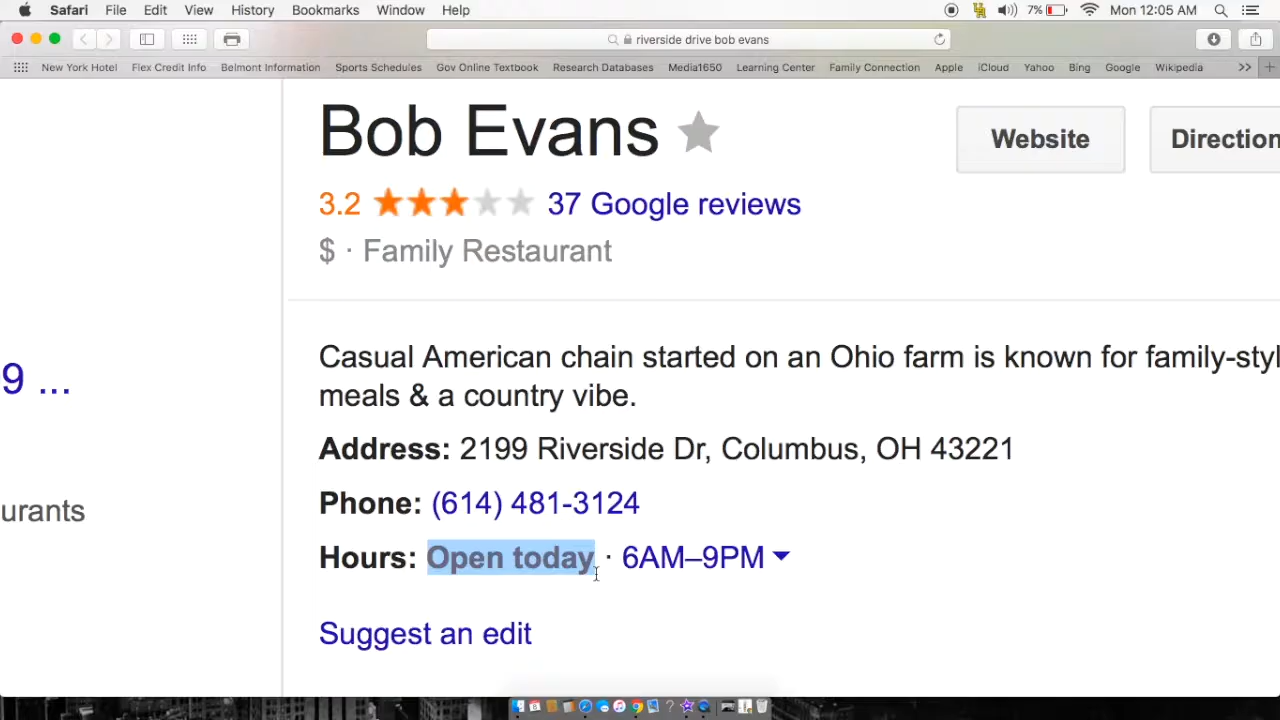 Safari File Edit View History Bookmarks Window Help 7% Mon 12:05 AM
riverside drive bob evans
New York Hotel Flex Credit Info Belmont Information Sports Schedules Gov Online Textbook Research Databases Media1650 Learning Center Family Connection Apple iCloud Yahoo Bing Google Wikipedia >> +
Bob Evans
Website
Direction
3.2 37 Google reviews
$ · Family Restaurant
Casual American chain started on an Ohio farm is known for family-styl
meals & a country vibe.
9 ...
Address: 2199 Riverside Dr, Columbus, OH 43221
Phone: (614) 481-3124
urants
Hours: Open today · 6AM–9PM
Suggest an edit